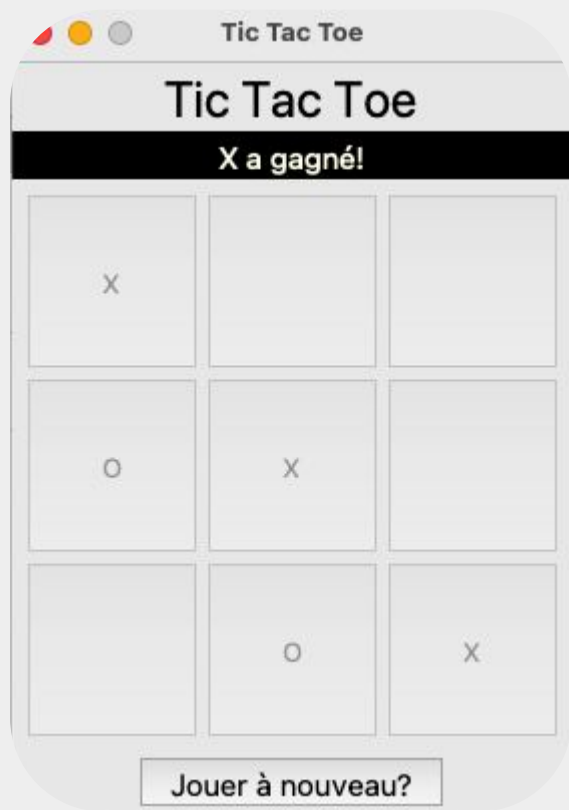 Tic Tac Toe
Tic Tac Toe
X a gagné!
X
O X
O X
Jouer à nouveau?